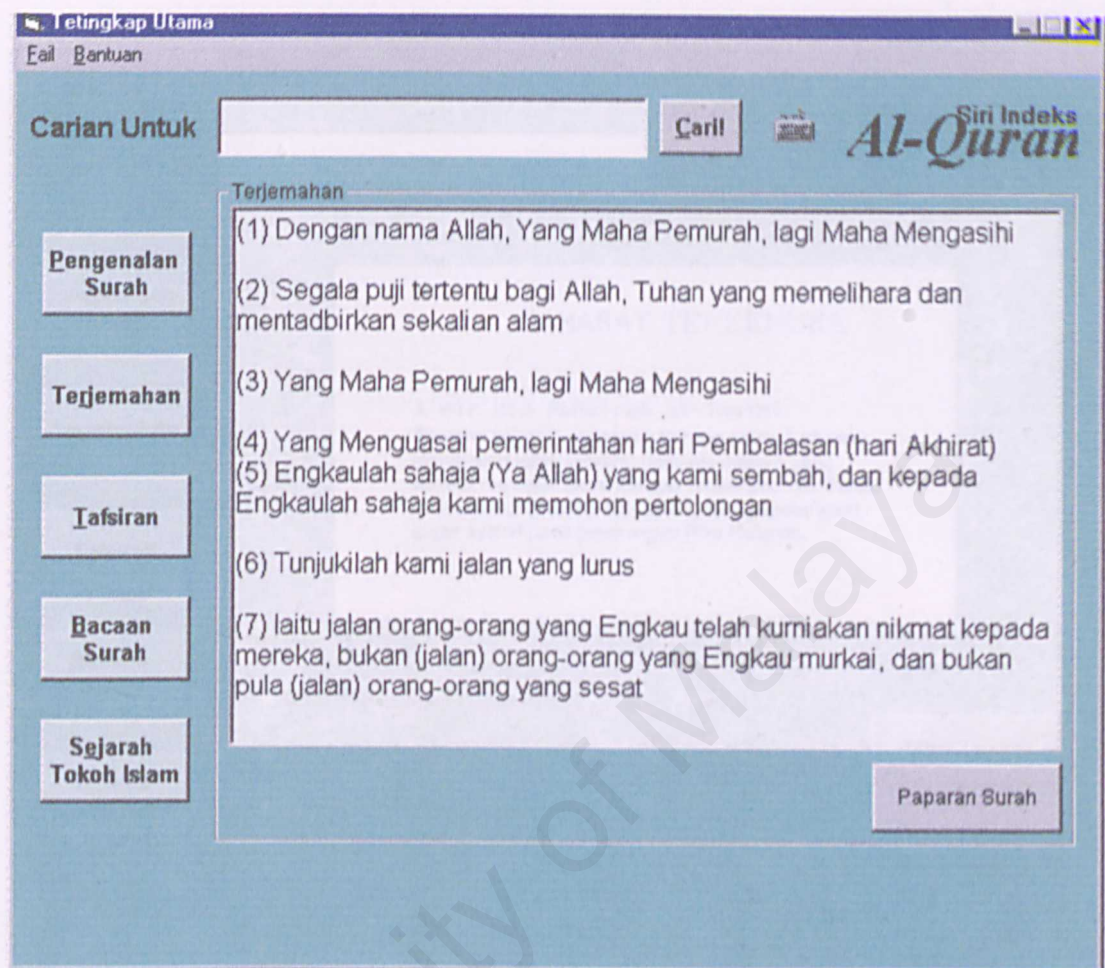 Tetingkap Utama
Fail Bantuan
Carian Untuk
Cari!
Siri Indeks
Al-Quran
Terjemahan
(1) Dengan nama Allah, Yang Maha Pemurah, lagi Maha Mengasihi
(2) Segala puji tertentu bagi Allah, Tuhan yang memelihara dan
mentadbirkan sekalian alam
(3) Yang Maha Pemurah, lagi Maha Mengasihi
(4) Yang Menguasai pemerintahan hari Pembalasan (hari Akhirat)
(5) Engkaulah sahaja (Ya Allah) yang kami sembah, dan kepada
Engkaulah sahaja kami memohon pertolongan
(6) Tunjukilah kami jalan yang lurus
(7) Iaitu jalan orang-orang yang Engkau telah kurniakan nikmat kepada
mereka, bukan (jalan) orang-orang yang Engkau murkai, dan bukan
pula (jalan) orang-orang yang sesat
Pengenalan
Surah
Terjemahan
Tafsiran
Bacaan
Surah
Sejarah
Tokoh Islam
Paparan Surah
ity of Malaya